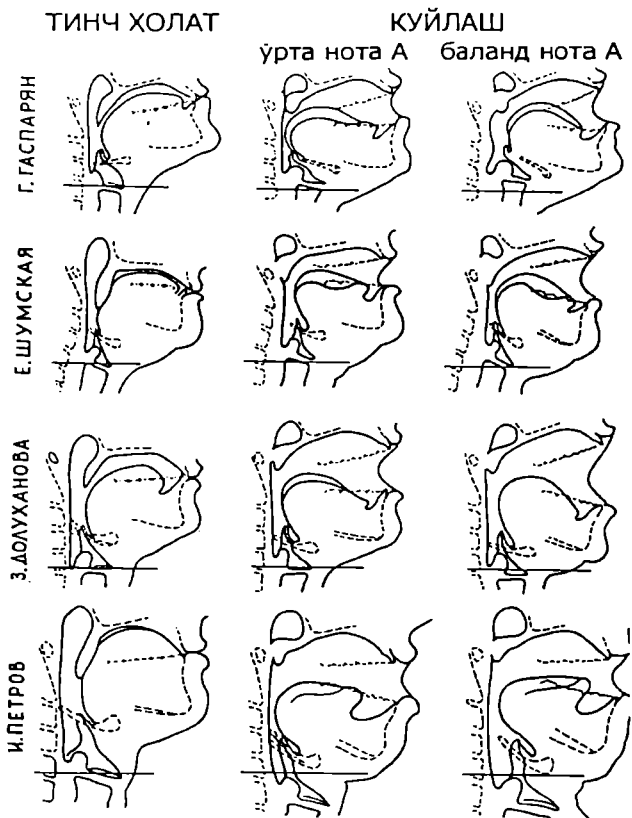 ТИНЧ ХОЛАТ
КУЙЛАШ
ўрта нота А
баланд нота А
Г. ГАСПАРЯН
Е. ШУМСКАЯ
З. ДОЛУХАНОВА
И. ПЕТРОВ